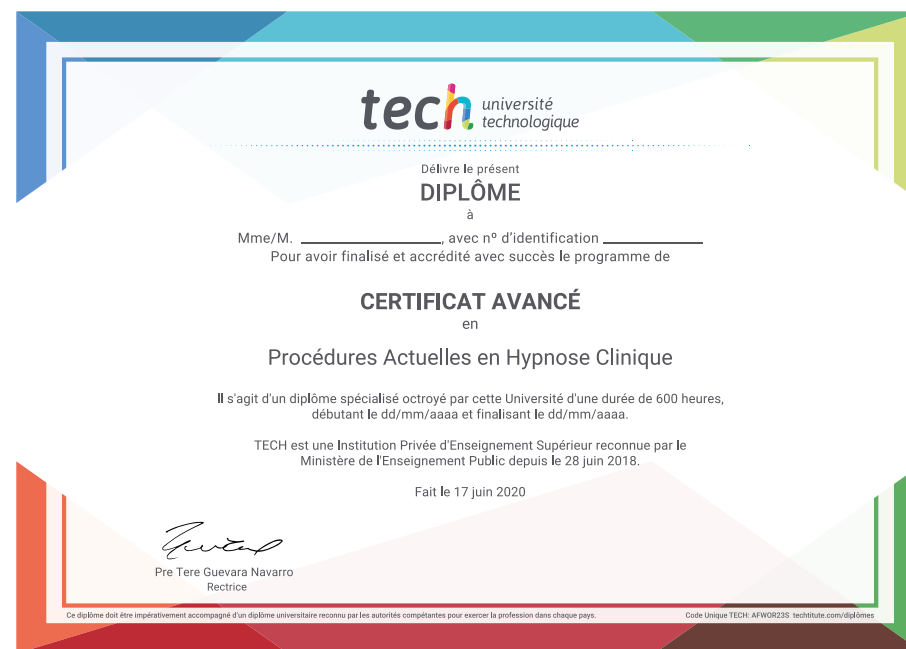 tech université
technologique
Délivre le présent
DIPLÔME
à
Mme/M. ____________________, avec nº d'identification ______________
Pour avoir finalisé et accrédité avec succès le programme de
CERTIFICAT AVANCÉ
en
Procédures Actuelles en Hypnose Clinique
Il s'agit d'un diplôme spécialisé octroyé par cette Université d'une durée de 600 heures,
débutant le dd/mm/aaaa et finalisant le dd/mm/aaaa.
TECH est une Institution Privée d'Enseignement Supérieur reconnue par le
Ministère de l'Enseignement Public depuis le 28 juin 2018.
Fait le 17 juin 2020
Pre Tere Guevara Navarro
Rectrice
Ce diplôme doit être impérativement accompagné d'un diplôme universitaire reconnu par les autorités compétantes pour exercer la profession dans chaque pays.
Code Unique TECH: AFWOR23S techtitute.com/diplômes